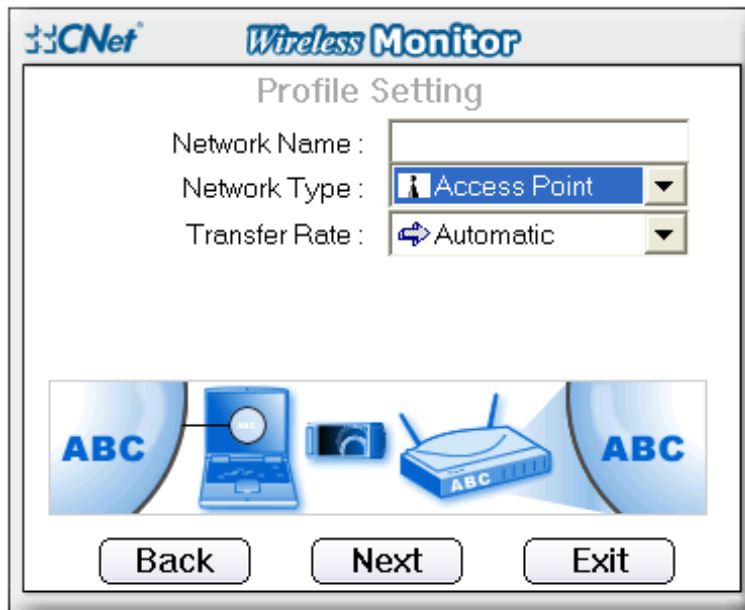 CNet Wireless Monitor
Profile Setting
Network Name :
Network Type : Access Point
Transfer Rate : Automatic
ABC ABC ABC ABC
Back Next Exit